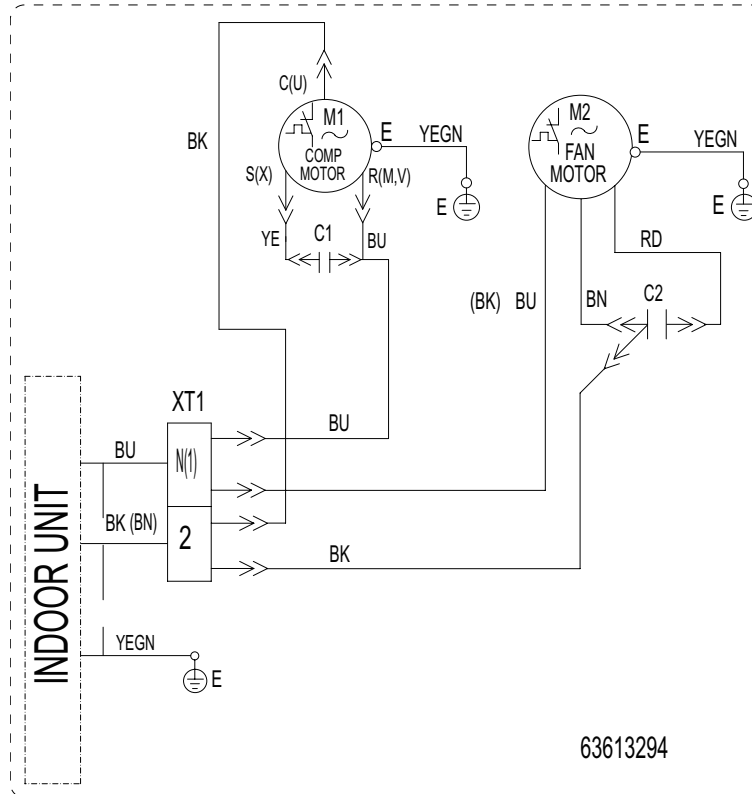 C(U)
M1
COMP
MOTOR
E
YEGN
S(X)
R(M,V)
E
YE
C1
BU
BK
M2
FAN
MOTOR
E
YEGN
E
RD
(BK) BU
BN
C2
XT1
N(1)
2
BU
BU
BK (BN)
BK
YEGN
E
INDOOR UNIT
63613294